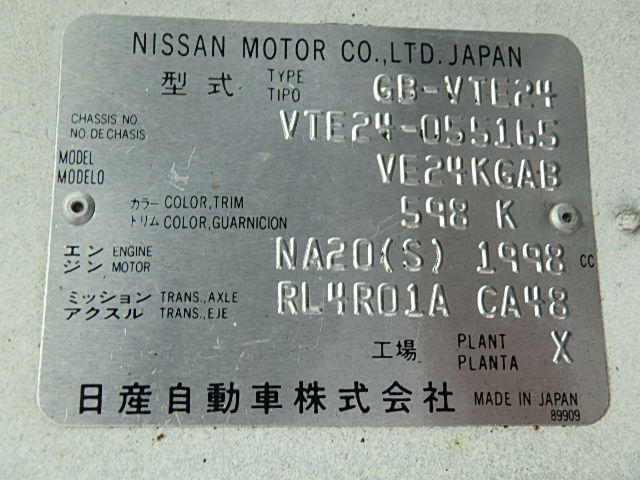 NISSAN MOTOR CO.,LTD. JAPAN
型式 TYPE TIPO GB-VTE24
CHASSIS NO. NO. DE CHASIS VTE24-055165
MODEL MODELO VE24KGAB
カラー トリム COLOR,TRIM COLOR,GUARNICION 598 K
エンジン ENGINE MOTOR NA20(S) 1998 CC
ミッション アクスル TRANS.,AXLE TRANS.,EJE RL4R01A CA48
工場 PLANT PLANTA X
日産自動車株式会社 MADE IN JAPAN
89909